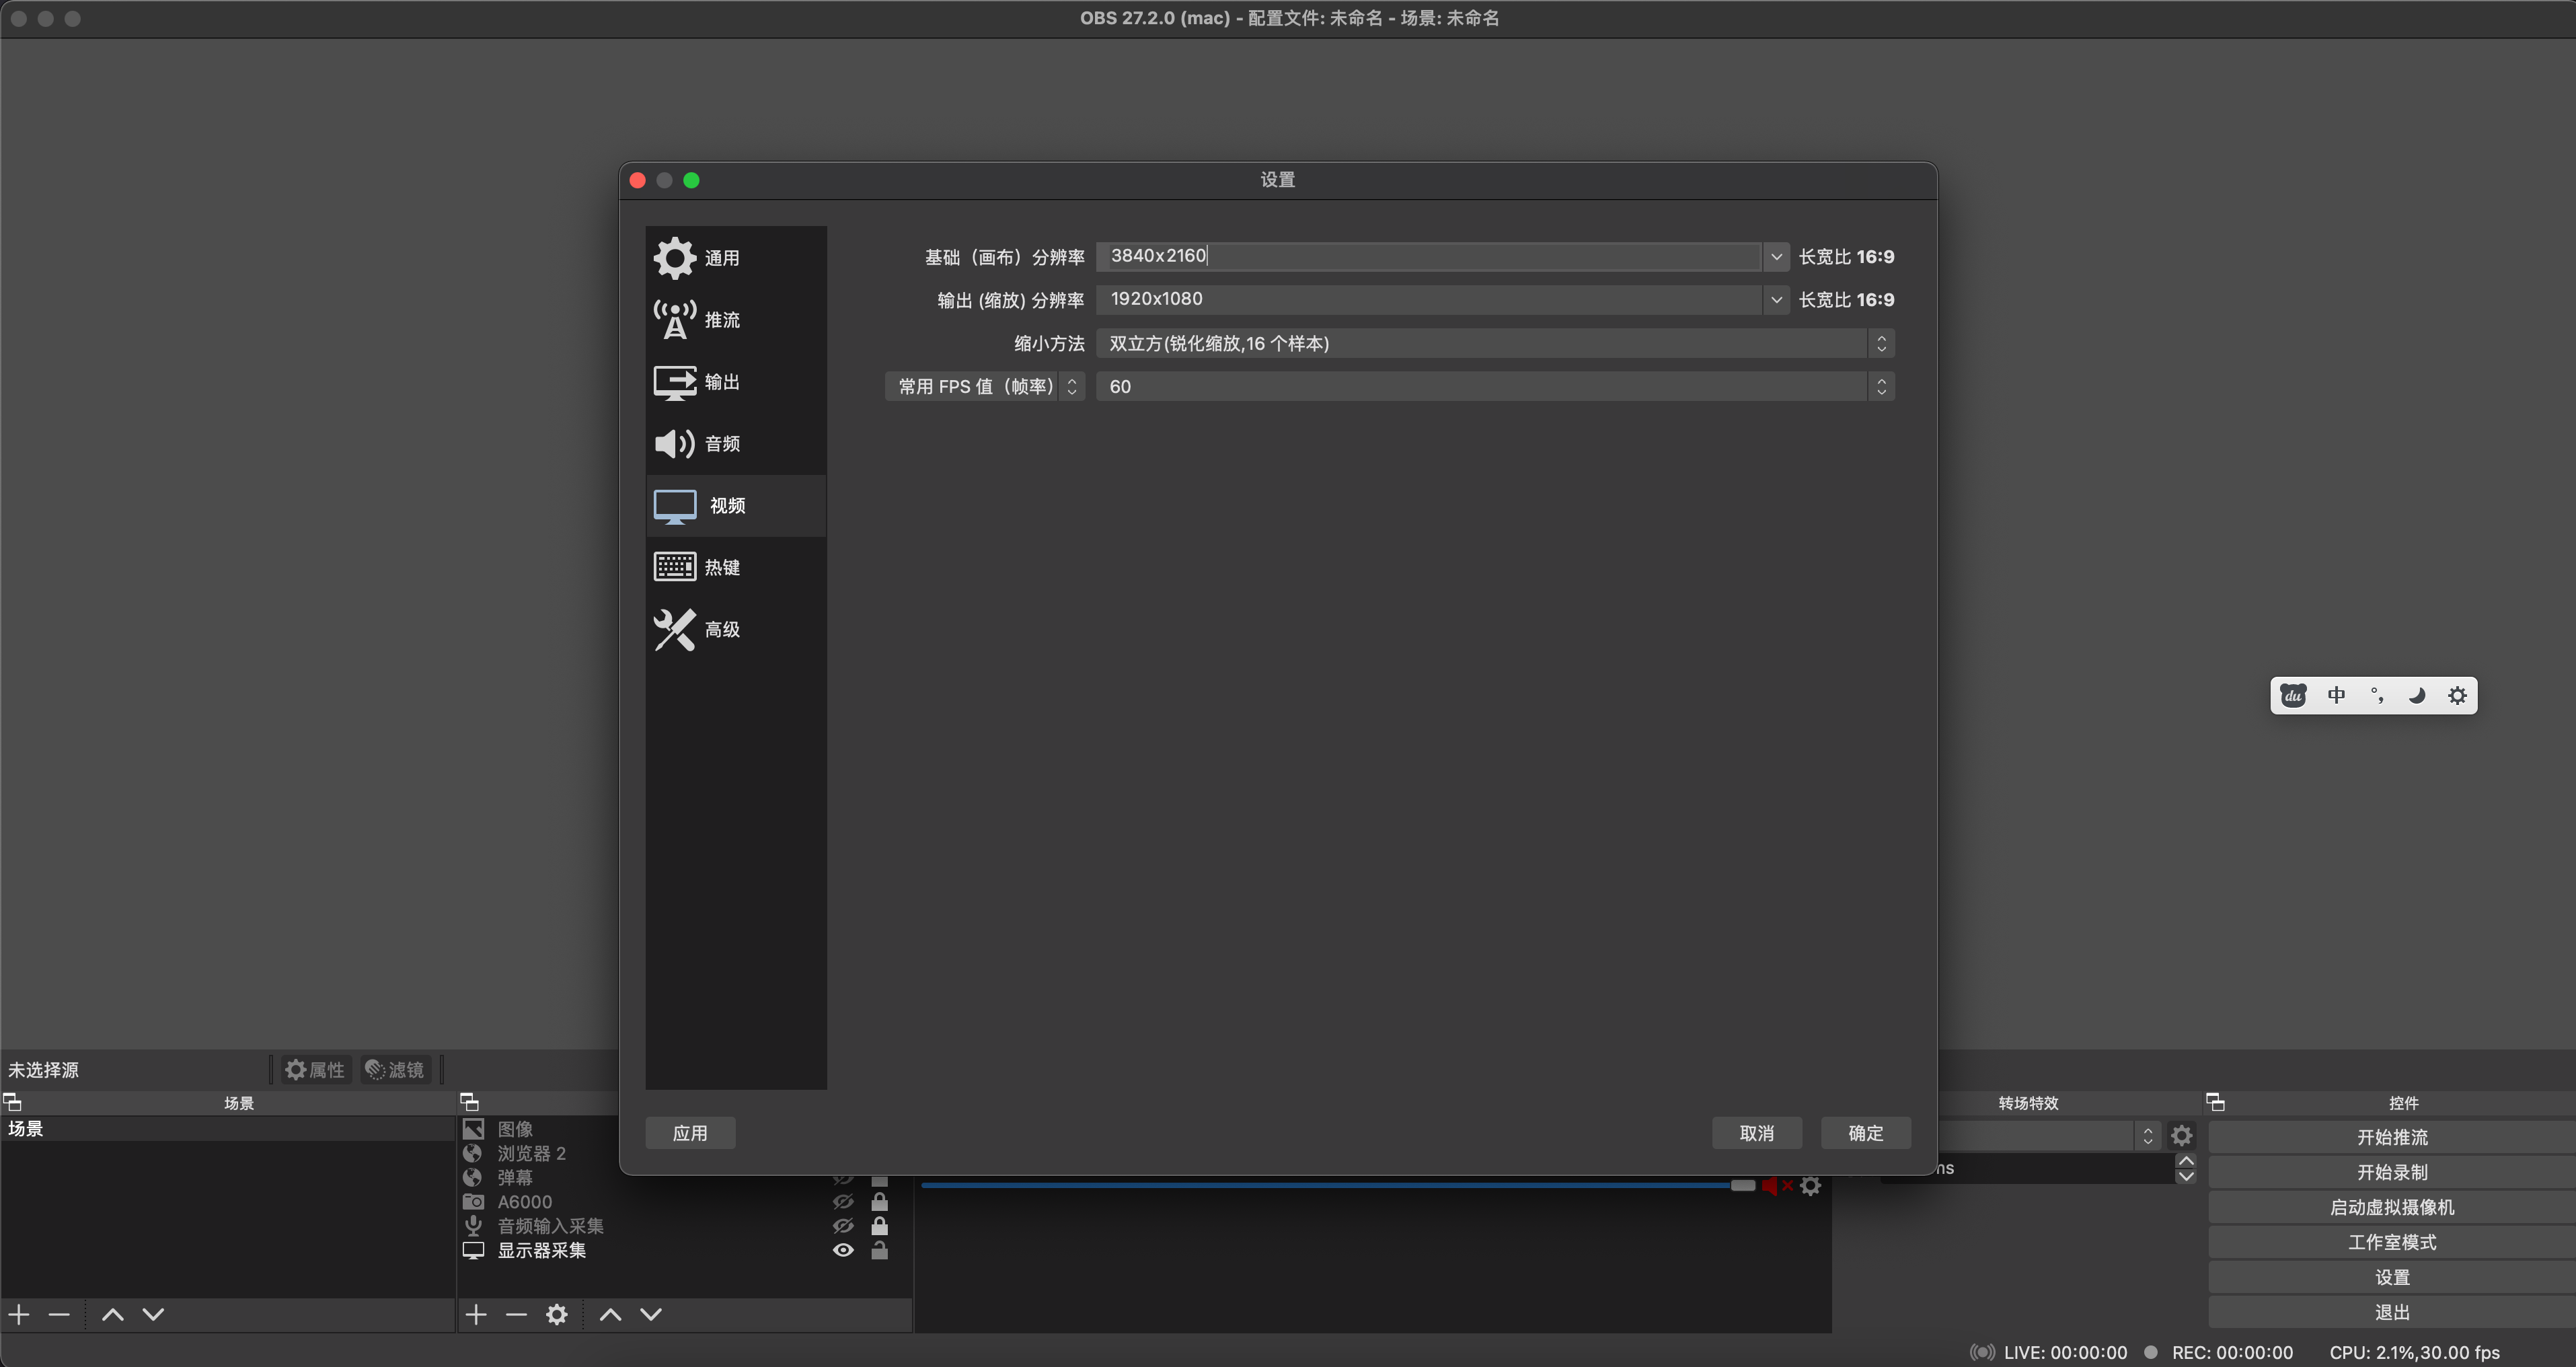 OBS 27.2.0 (mac) - 配置文件: 未命名 - 场景: 未命名
设置
通用
推流
输出
音频
视频
热键
高级
基础（画布）分辨率 3840x2160 长宽比 16:9
输出 (缩放) 分辨率 1920x1080 长宽比 16:9
缩小方法 双立方(锐化缩放,16 个样本)
常用 FPS 值（帧率） 60
应用 取消 确定
du 中 °,
未选择源 属性 滤镜
场景
场景
图像
浏览器 2
弹幕
A6000
音频输入采集
显示器采集
转场特效
ms
控件
开始推流
开始录制
启动虚拟摄像机
工作室模式
设置
退出
LIVE: 00:00:00 REC: 00:00:00 CPU: 2.1%,30.00 fps